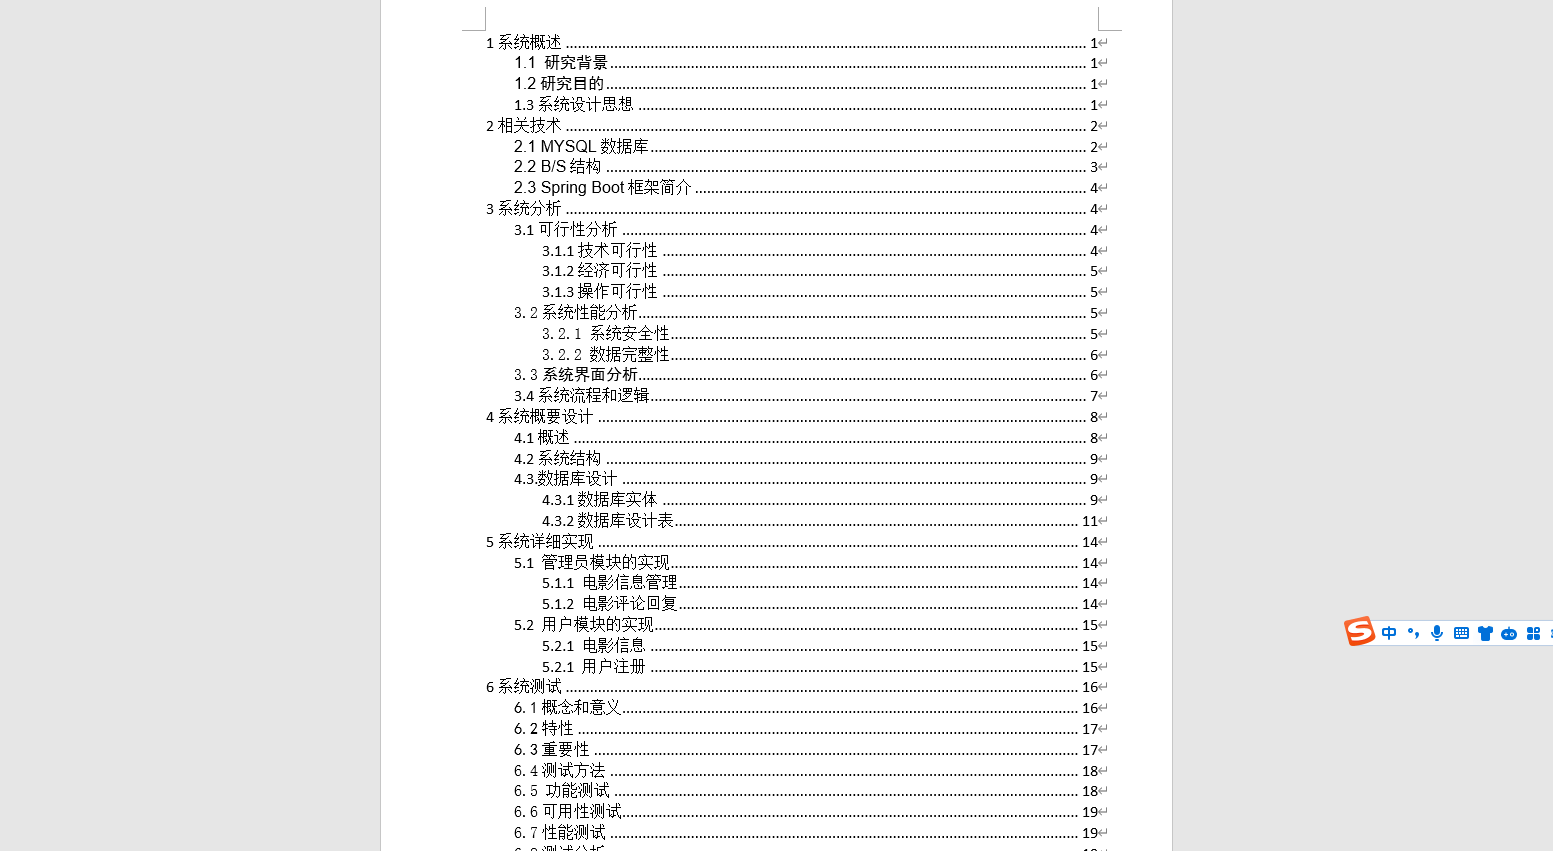 1 系统概述 1
1.1 研究背景 1
1.2 研究目的 1
1.3 系统设计思想 1
2 相关技术 2
2.1 MYSQL 数据库 2
2.2 B/S 结构 3
2.3 Spring Boot 框架简介 4
3 系统分析 4
3.1 可行性分析 4
3.1.1 技术可行性 4
3.1.2 经济可行性 5
3.1.3 操作可行性 5
3.2 系统性能分析 5
3.2.1 系统安全性 5
3.2.2 数据完整性 6
3.3 系统界面分析 6
3.4 系统流程和逻辑 7
4 系统概要设计 8
4.1 概述 8
4.2 系统结构 9
4.3.数据库设计 9
4.3.1 数据库实体 9
4.3.2 数据库设计表 11
5 系统详细实现 14
5.1 管理员模块的实现 14
5.1.1 电影信息管理 14
5.1.2 电影评论回复 14
5.2 用户模块的实现 15
5.2.1 电影信息 15
5.2.1 用户注册 15
6 系统测试 16
6.1 概念和意义 16
6.2 特性 17
6.3 重要性 17
6.4 测试方法 18
6.5 功能测试 18
6.6 可用性测试 19
6.7 性能测试 19
中